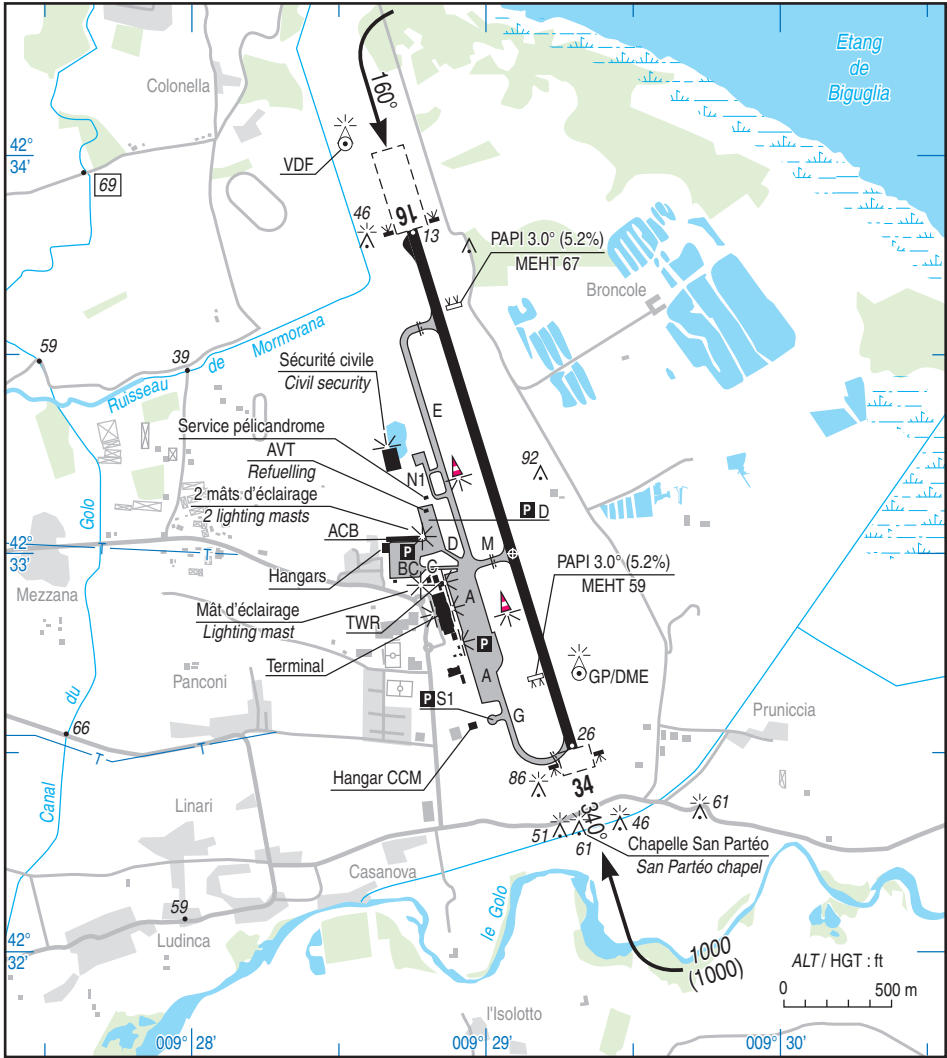 Etang
de
Biguglia
Colonella
160°
42°
34'
VDF
69
16
46
13
PAPI 3.0° (5.2%)
MEHT 67
Broncole
59
39
Ruisseau de Mormorana
Sécurité civile
Civil security
E
Service pélicandrome
AVT
Refuelling
N1
92
2 mâts d'éclairage
2 lighting masts
P D
Golo
ACB
42°
33'
T
T
P
D
M
BC
C
PAPI 3.0° (5.2%)
MEHT 59
Hangars
Mezzana
A
Mât d'éclairage
Lighting mast
TWR
P
Terminal
GP/DME
Panconi
A
P S1
G
Pruniccia
du
66
26
T
T
Hangar CCM
86
34
Linari
Canal
340°
61
51
46
61
Chapelle San Partéo
San Partéo chapel
Casanova
59
Ludinca
le Golo
42°
32'
1000
(1000)
ALT / HGT : ft
0 500 m
l'Isolotto
009° 28'
009° 29'
009° 30'